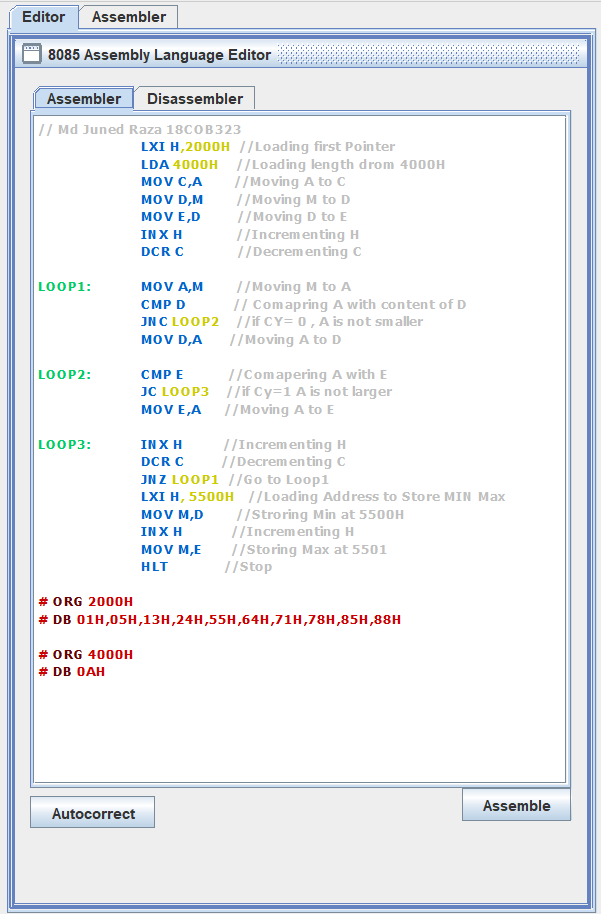 Editor Assembler
8085 Assembly Language Editor
Assembler Disassembler
// Md Juned Raza 18COB323
LXI H,2000H //Loading first Pointer
LDA 4000H //Loading length drom 4000H
MOV C,A //Moving A to C
MOV D,M //Moving M to D
MOV E,D //Moving D to E
INX H //Incrementing H
DCR C //Decrementing C
LOOP1: MOV A,M //Moving M to A
CMP D // Comapring A with content of D
JNC LOOP2 //if CY= 0 , A is not smaller
MOV D,A //Moving A to D
LOOP2: CMP E //Comapering A with E
JC LOOP3 //if Cy=1 A is not larger
MOV E,A //Moving A to E
LOOP3: INX H //Incrementing H
DCR C //Decrementing C
JNZ LOOP1 //Go to Loop1
LXI H, 5500H //Loading Address to Store MIN Max
MOV M,D //Stroring Min at 5500H
INX H //Incrementing H
MOV M,E //Storing Max at 5501
HLT //Stop
# ORG 2000H
# DB 01H,05H,13H,24H,55H,64H,71H,78H,85H,88H
# ORG 4000H
# DB 0AH
Autocorrect Assemble